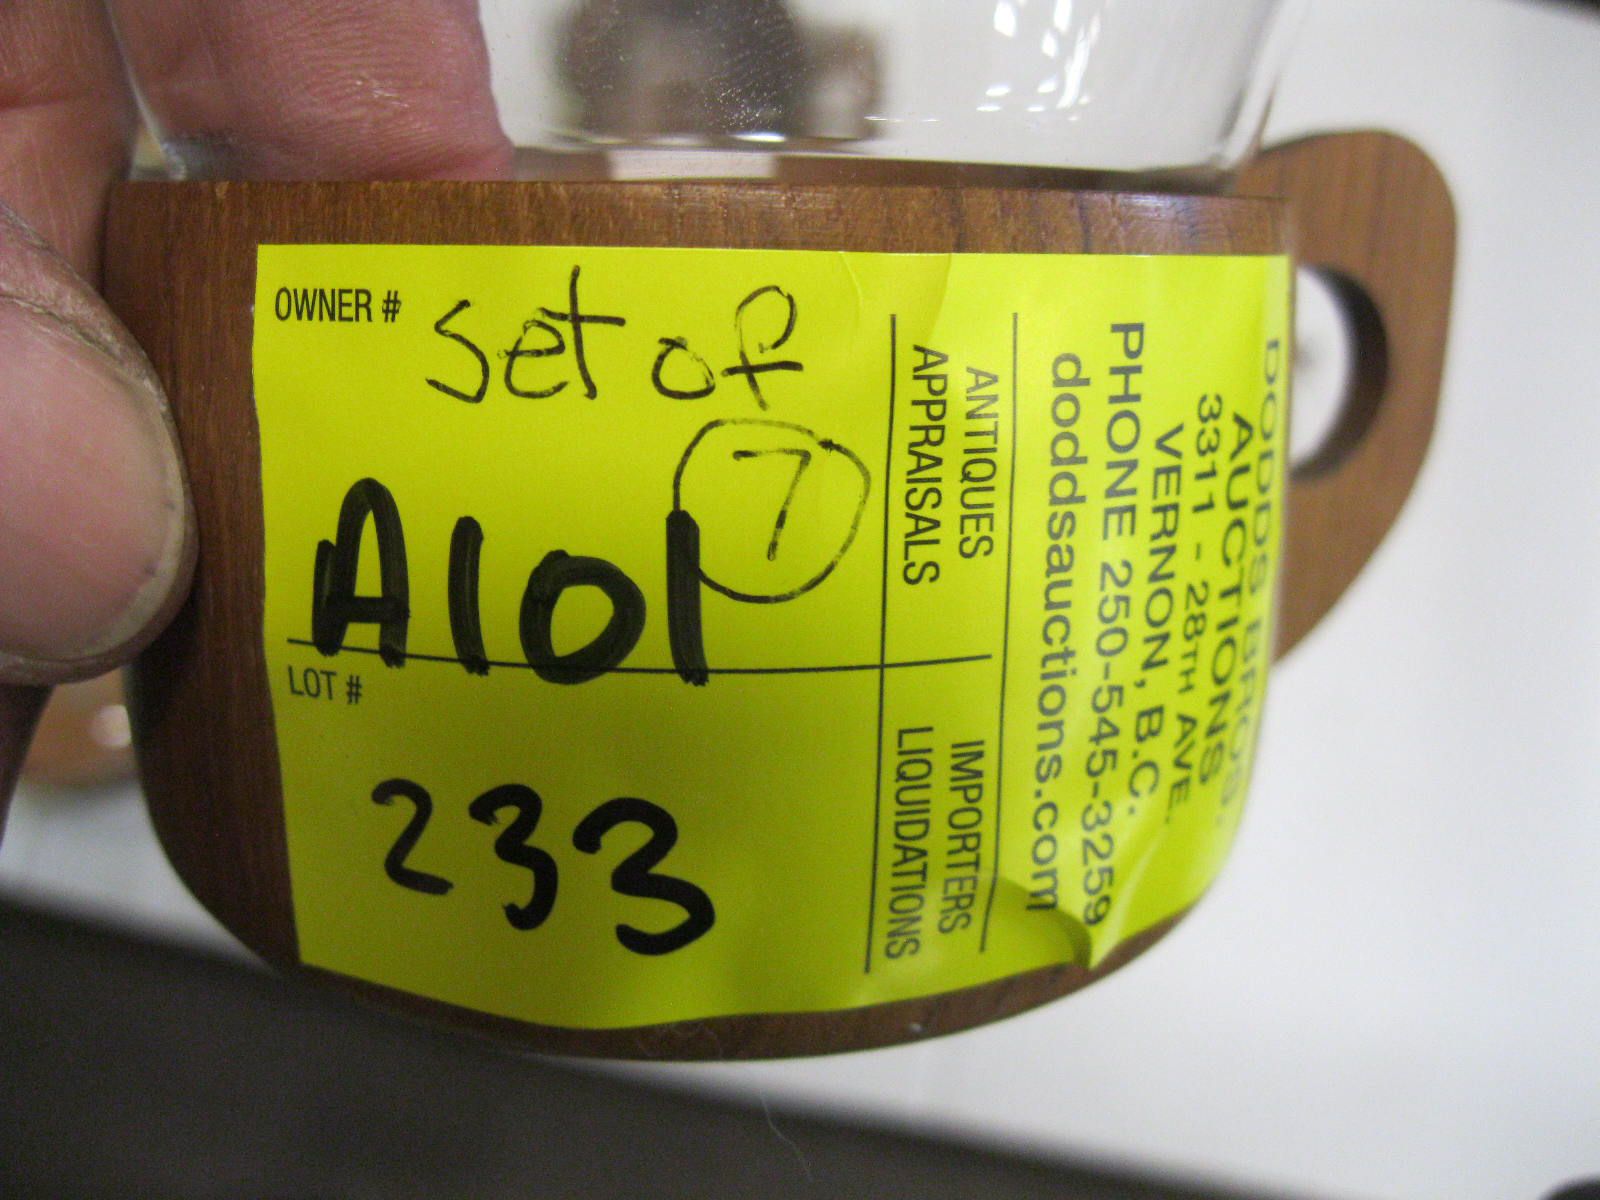 OWNER #
set of
7
A101
LOT #
233
ANTIQUES
APPRAISALS
IMPORTERS
LIQUIDATIONS
DODDS BROS.
AUCTIONS
3311 - 28TH AVE.
VERNON, B.C.
PHONE 250-545-3259
doddsauctions.com